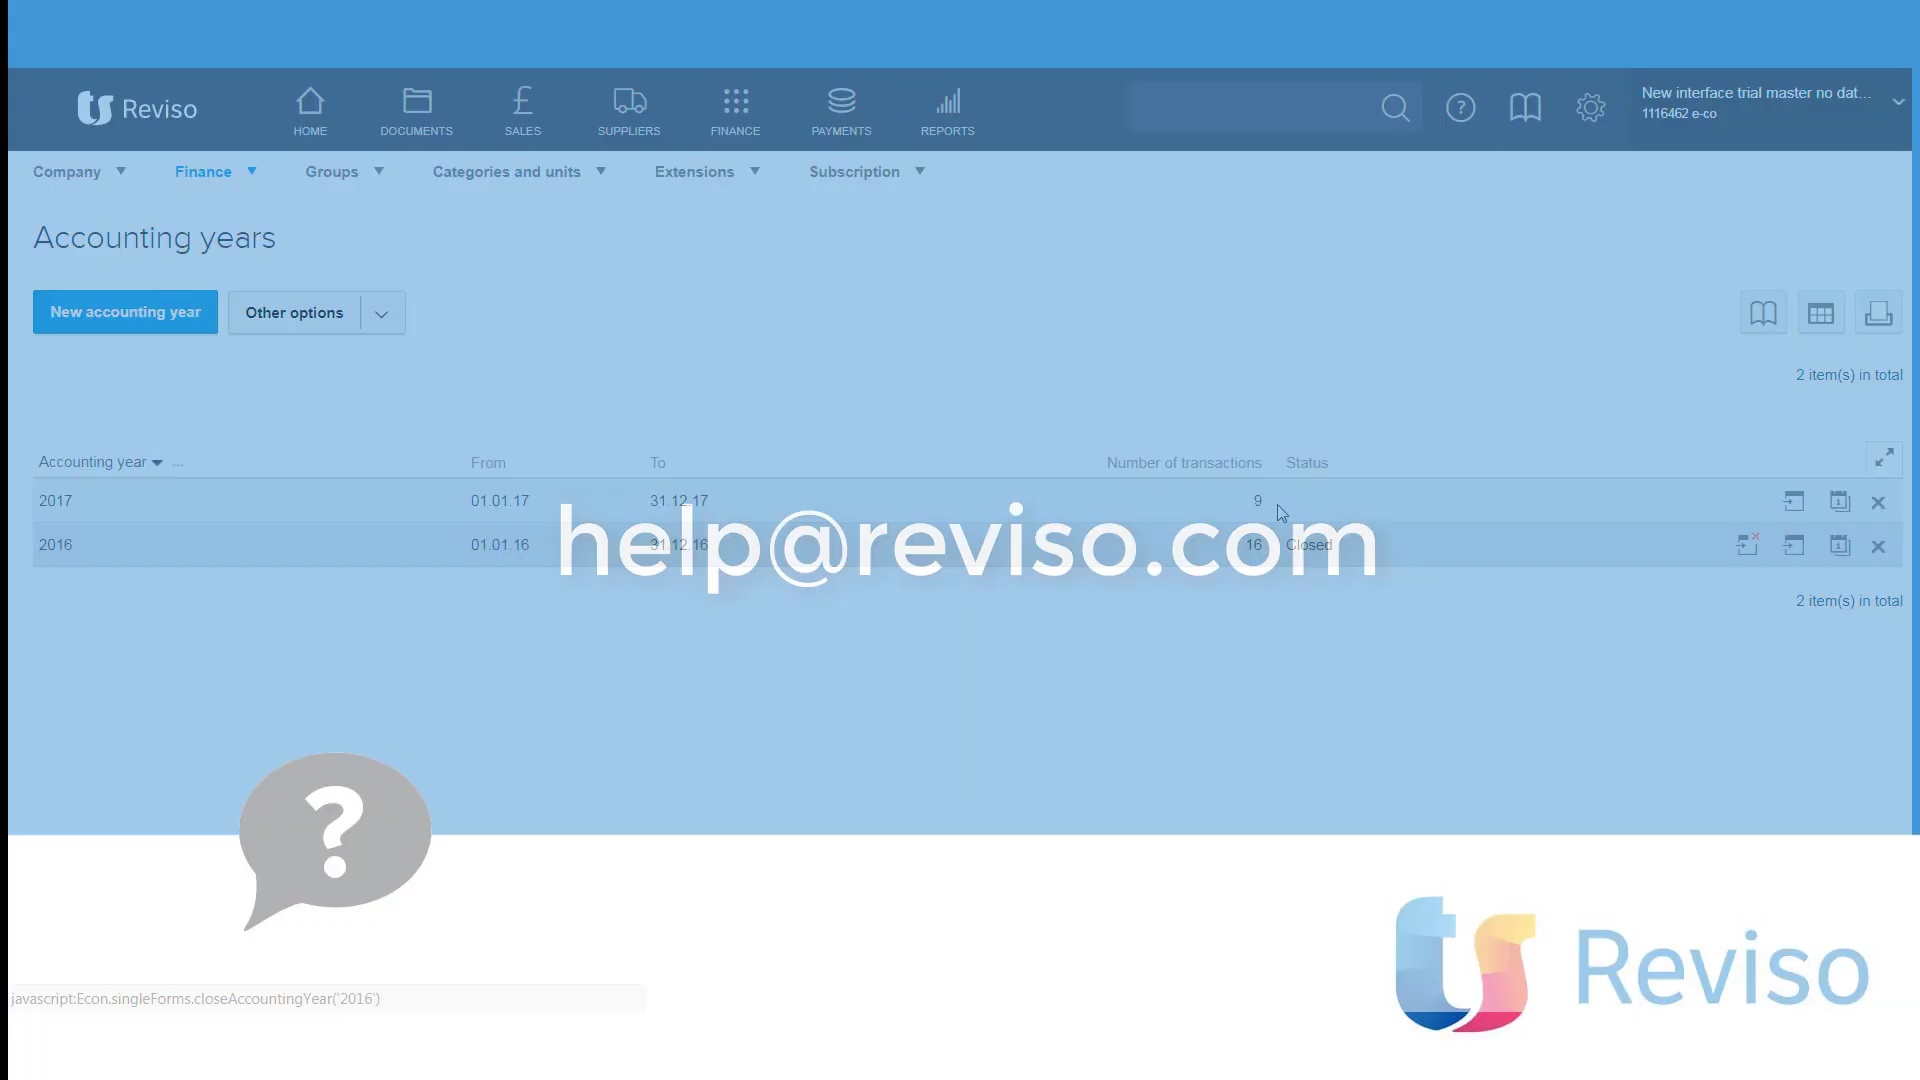 ts Reviso
HOME
DOCUMENTS
SALES
SUPPLIERS
FINANCE
PAYMENTS
REPORTS
New interface trial master no dat...
1116462 e-co
Company
Finance
Groups
Categories and units
Extensions
Subscription
Accounting years
New accounting year
Other options
2 item(s) in total
Accounting year ... From To Number of transactions Status
2017 01.01.17 31.12.17 9
2016 01.01.16 31.12.16 16 Closed
help@reviso.com
2 item(s) in total
?
javascript:Econ.singleForms.closeAccountingYear('2016')
ts Reviso